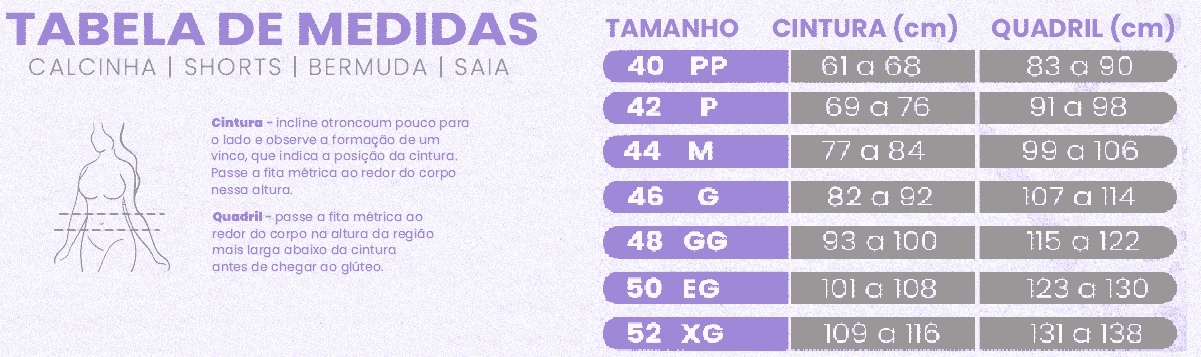 TABELA DE MEDIDAS
CALCINHA | SHORTS | BERMUDA | SAIA
Cintura - incline otroncoum pouco para
o lado e observe a formação de um
vinco, que indica a posição da cintura.
Passe a fita métrica ao redor do corpo
nessa altura.
Quadril - passe a fita métrica ao
redor do corpo na altura da região
mais larga abaixo da cintura
antes de chegar ao glúteo.
TAMANHO CINTURA (cm) QUADRIL (cm)
40 PP 61 a 68 83 a 90
42 P 69 a 76 91 a 98
44 M 77 a 84 99 a 106
46 G 82 a 92 107 a 114
48 GG 93 a 100 115 a 122
50 EG 101 a 108 123 a 130
52 XG 109 a 116 131 a 138